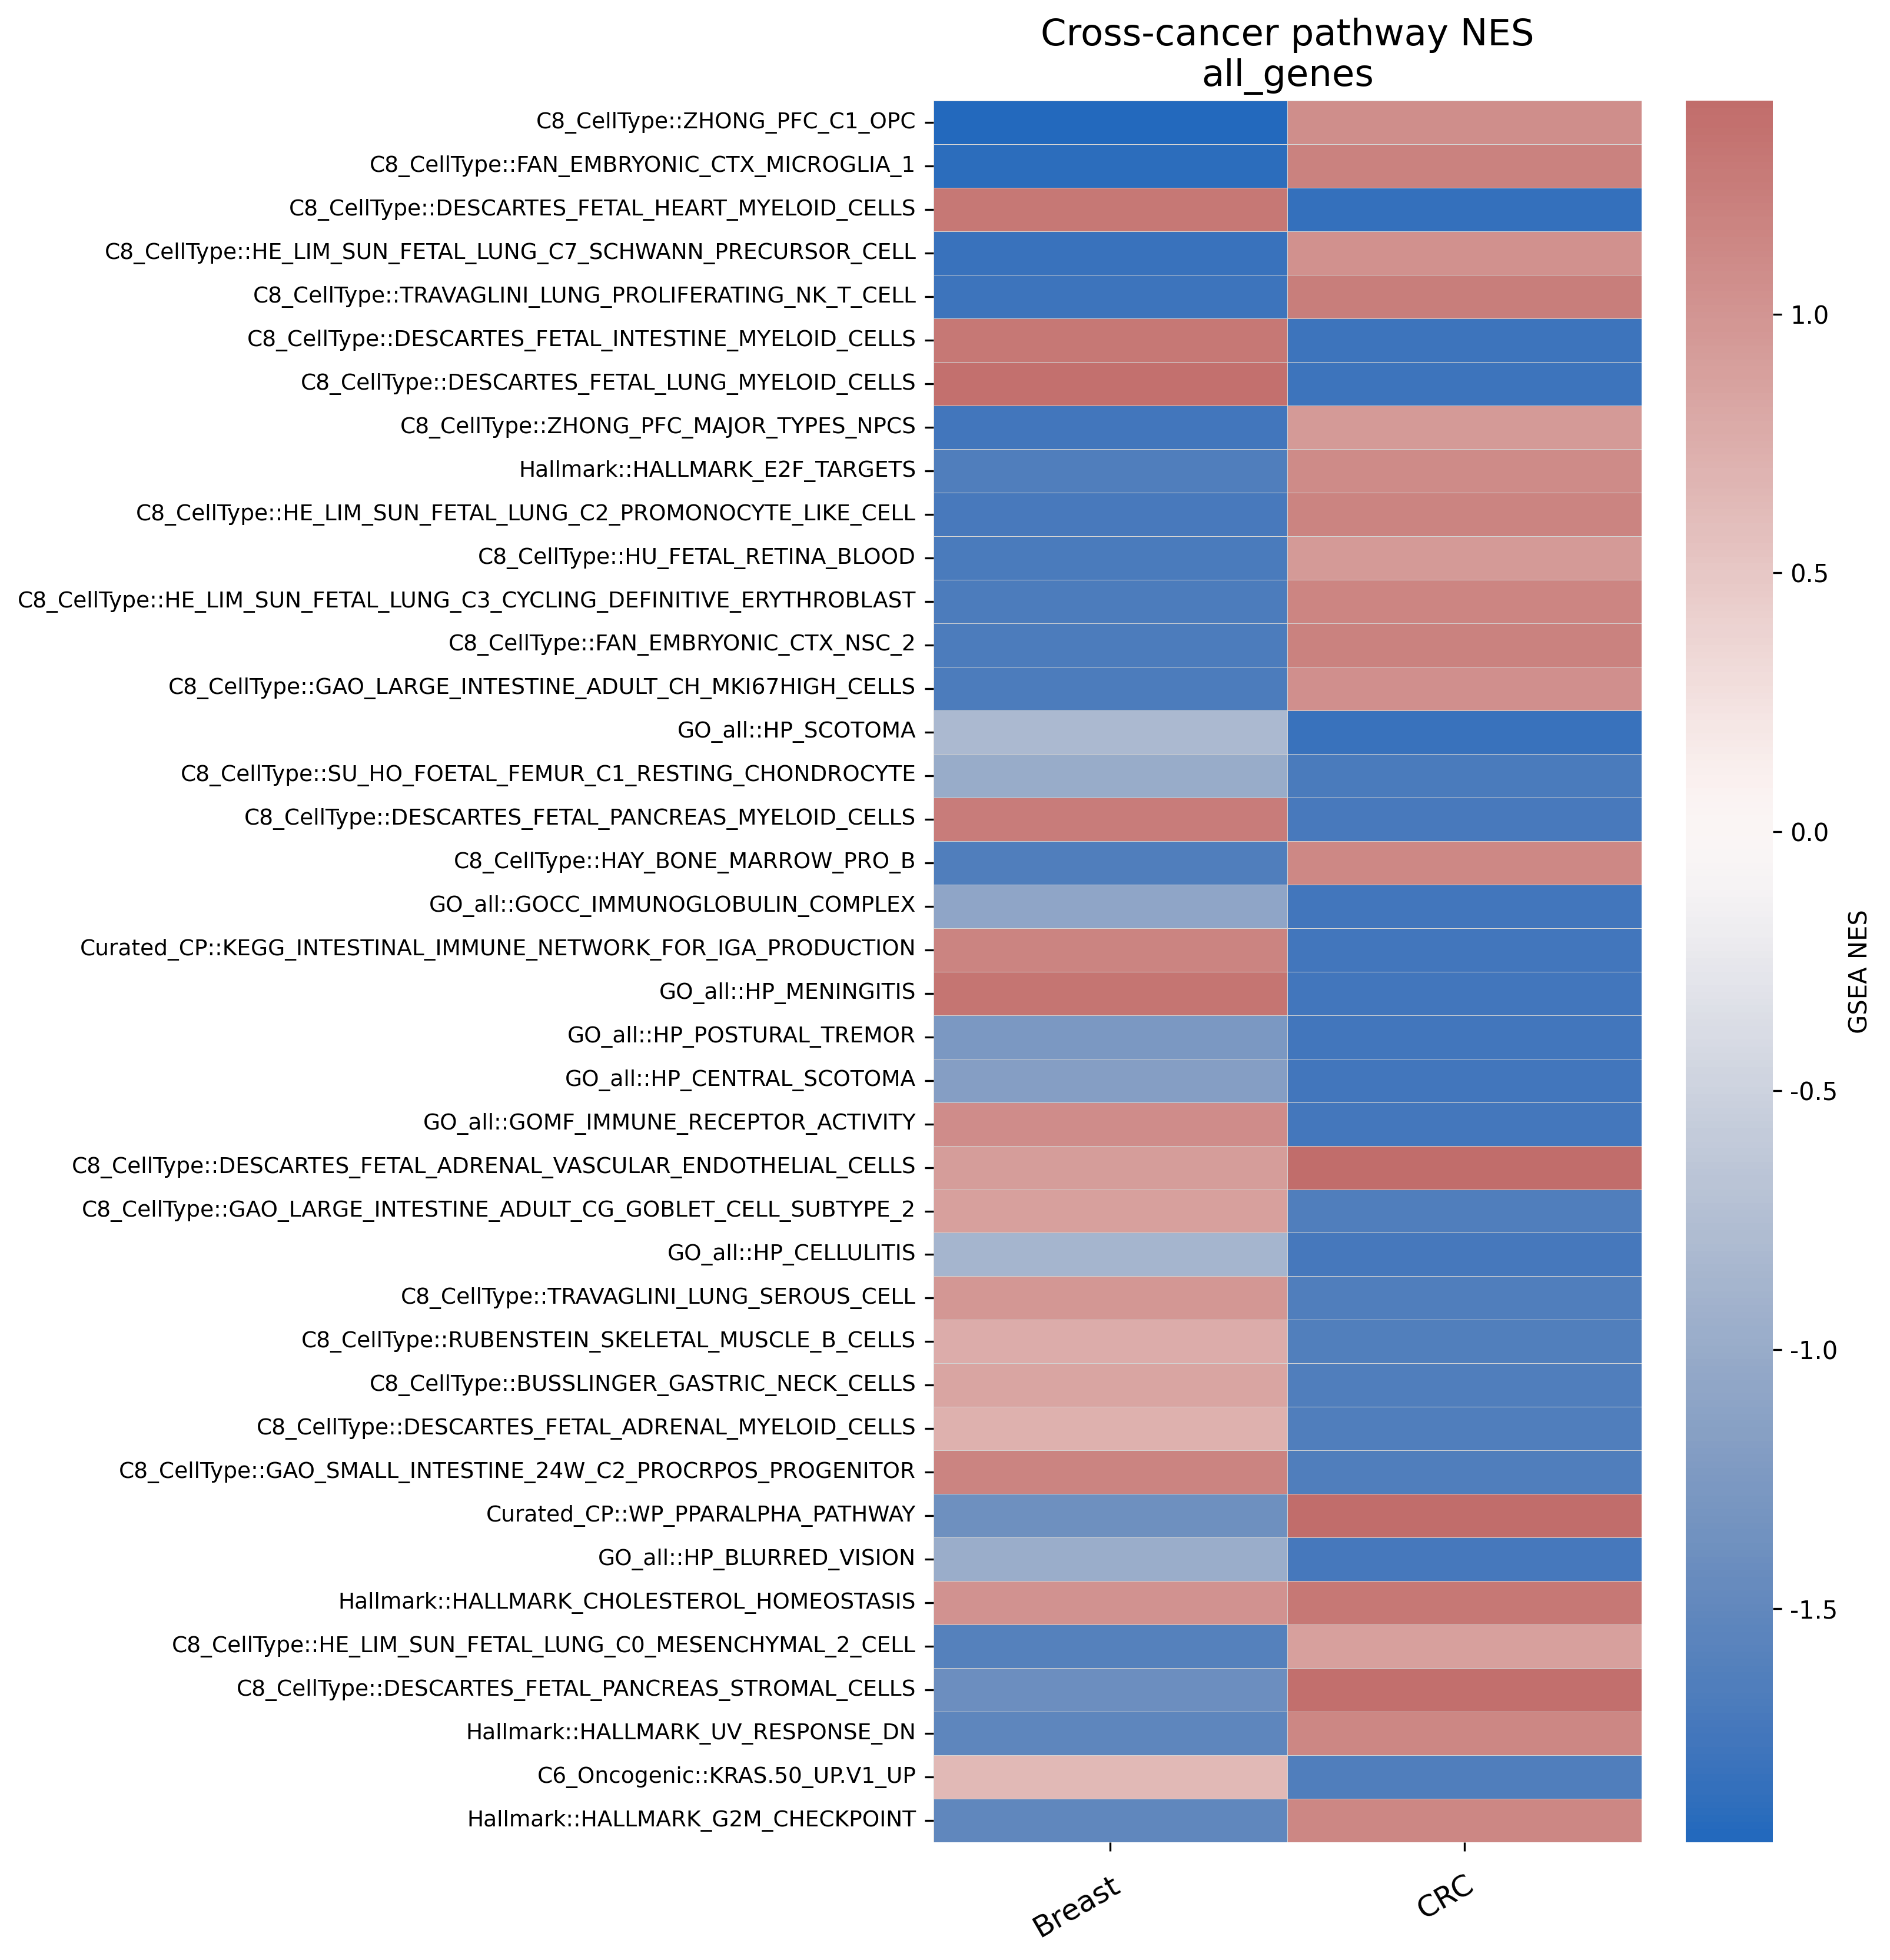 Cross-cancer pathway NES
all_genes
C8_CellType::ZHONG_PFC_C1_OPC
C8_CellType::FAN_EMBRYONIC_CTX_MICROGLIA_1
C8_CellType::DESCARTES_FETAL_HEART_MYELOID_CELLS
C8_CellType::HE_LIM_SUN_FETAL_LUNG_C7_SCHWANN_PRECURSOR_CELL
C8_CellType::TRAVAGLINI_LUNG_PROLIFERATING_NK_T_CELL
C8_CellType::DESCARTES_FETAL_INTESTINE_MYELOID_CELLS
C8_CellType::DESCARTES_FETAL_LUNG_MYELOID_CELLS
C8_CellType::ZHONG_PFC_MAJOR_TYPES_NPCS
Hallmark::HALLMARK_E2F_TARGETS
C8_CellType::HE_LIM_SUN_FETAL_LUNG_C2_PROMONOCYTE_LIKE_CELL
C8_CellType::HU_FETAL_RETINA_BLOOD
C8_CellType::HE_LIM_SUN_FETAL_LUNG_C3_CYCLING_DEFINITIVE_ERYTHROBLAST
C8_CellType::FAN_EMBRYONIC_CTX_NSC_2
C8_CellType::GAO_LARGE_INTESTINE_ADULT_CH_MKI67HIGH_CELLS
GO_all::HP_SCOTOMA
C8_CellType::SU_HO_FOETAL_FEMUR_C1_RESTING_CHONDROCYTE
C8_CellType::DESCARTES_FETAL_PANCREAS_MYELOID_CELLS
C8_CellType::HAY_BONE_MARROW_PRO_B
GO_all::GOCC_IMMUNOGLOBULIN_COMPLEX
Curated_CP::KEGG_INTESTINAL_IMMUNE_NETWORK_FOR_IGA_PRODUCTION
GO_all::HP_MENINGITIS
GO_all::HP_POSTURAL_TREMOR
GO_all::HP_CENTRAL_SCOTOMA
GO_all::GOMF_IMMUNE_RECEPTOR_ACTIVITY
C8_CellType::DESCARTES_FETAL_ADRENAL_VASCULAR_ENDOTHELIAL_CELLS
C8_CellType::GAO_LARGE_INTESTINE_ADULT_CG_GOBLET_CELL_SUBTYPE_2
GO_all::HP_CELLULITIS
C8_CellType::TRAVAGLINI_LUNG_SEROUS_CELL
C8_CellType::RUBENSTEIN_SKELETAL_MUSCLE_B_CELLS
C8_CellType::BUSSLINGER_GASTRIC_NECK_CELLS
C8_CellType::DESCARTES_FETAL_ADRENAL_MYELOID_CELLS
C8_CellType::GAO_SMALL_INTESTINE_24W_C2_PROCRPOS_PROGENITOR
Curated_CP::WP_PPARALPHA_PATHWAY
GO_all::HP_BLURRED_VISION
Hallmark::HALLMARK_CHOLESTEROL_HOMEOSTASIS
C8_CellType::HE_LIM_SUN_FETAL_LUNG_C0_MESENCHYMAL_2_CELL
C8_CellType::DESCARTES_FETAL_PANCREAS_STROMAL_CELLS
Hallmark::HALLMARK_UV_RESPONSE_DN
C6_Oncogenic::KRAS.50_UP.V1_UP
Hallmark::HALLMARK_G2M_CHECKPOINT
Breast
CRC
1.0
0.5
0.0
-0.5
-1.0
-1.5
GSEA NES